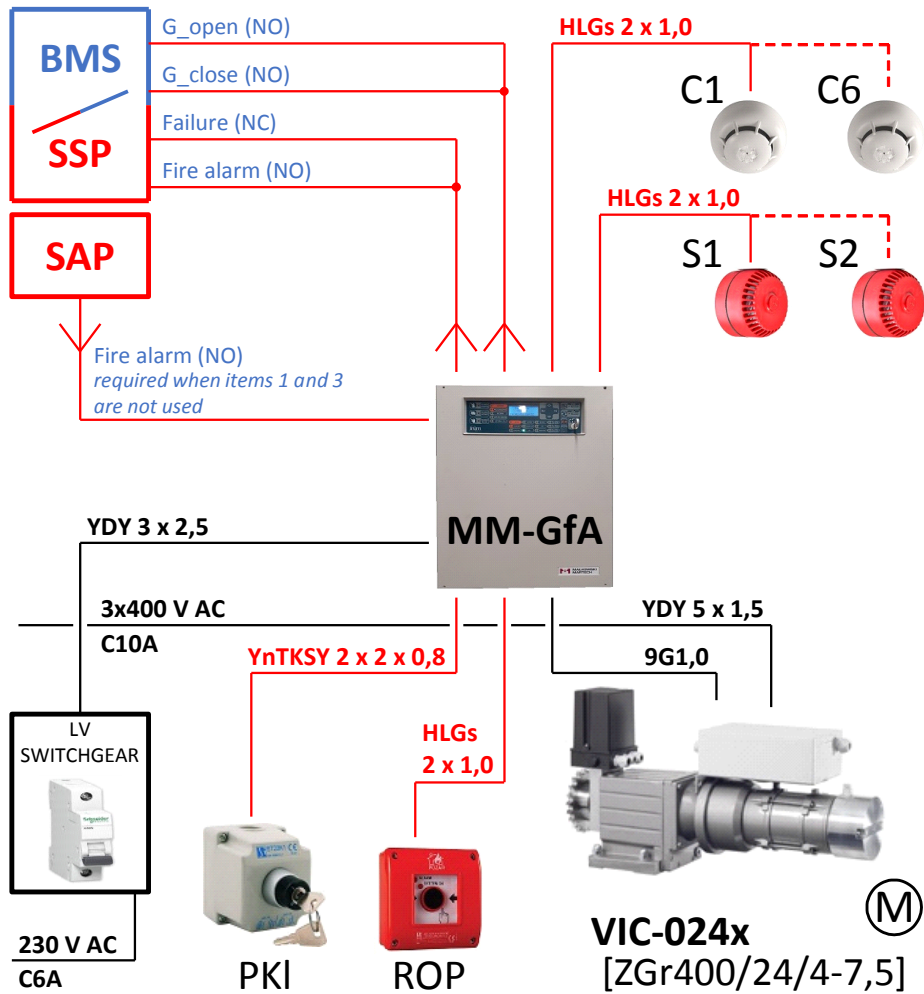 BMS
SSP
G_open (NO)
G_close (NO)
Failure (NC)
Fire alarm (NO)
HLGs 2 x 1,0
C1
C6
HLGs 2 x 1,0
S1
S2
SAP
Fire alarm (NO)
required when items 1 and 3
are not used
MM-GfA
YDY 3 x 2,5
3x400 V AC
C10A
YDY 5 x 1,5
YnTKSY 2 x 2 x 0,8
9G1,0
HLGs
2 x 1,0
LV
SWITCHGEAR
Schneider
230 V AC
C6A
PKl
ROP
VIC-024x
[ZGr400/24/4-7,5]
M